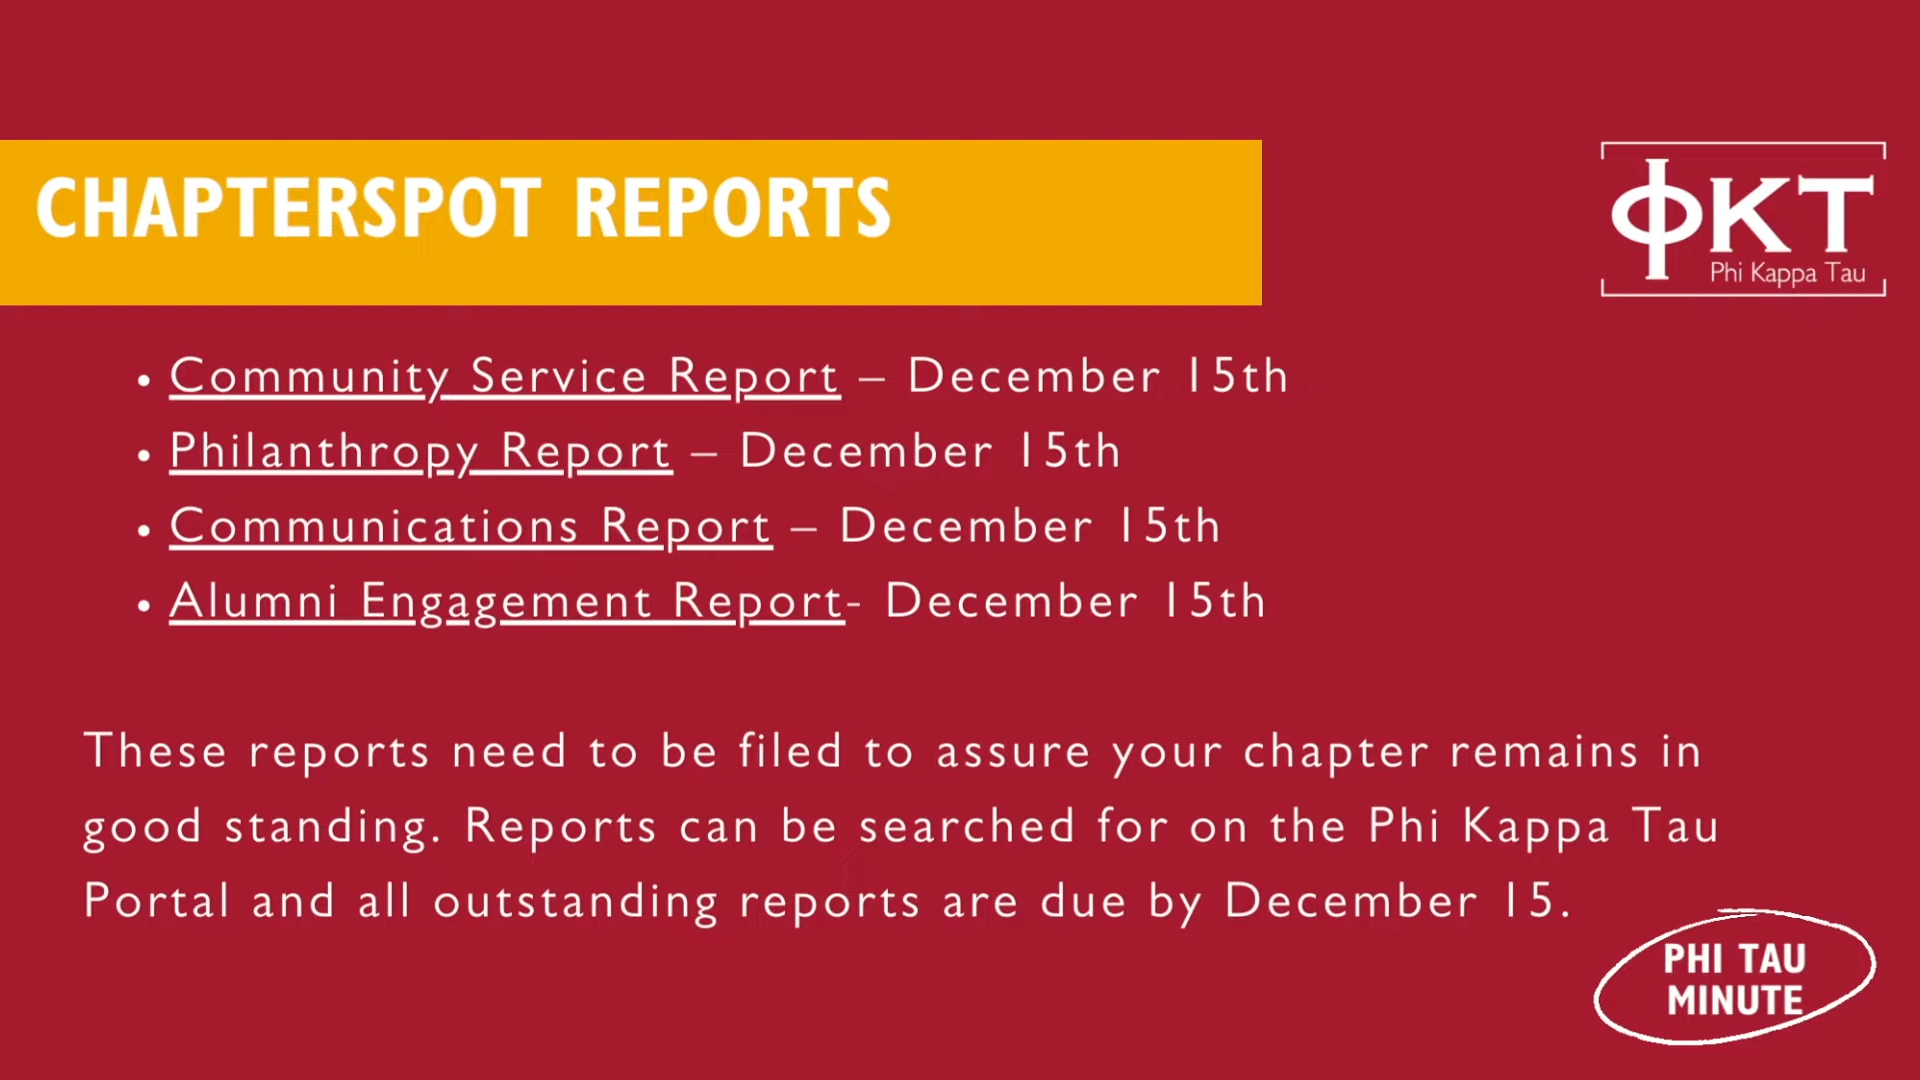 CHAPTERSPOT REPORTS
ΦΚΤ
Phi Kappa Tau
• Community Service Report – December 15th
• Philanthropy Report – December 15th
• Communications Report – December 15th
• Alumni Engagement Report- December 15th
These reports need to be filed to assure your chapter remains in
good standing. Reports can be searched for on the Phi Kappa Tau
Portal and all outstanding reports are due by December 15.
PHI TAU
MINUTE